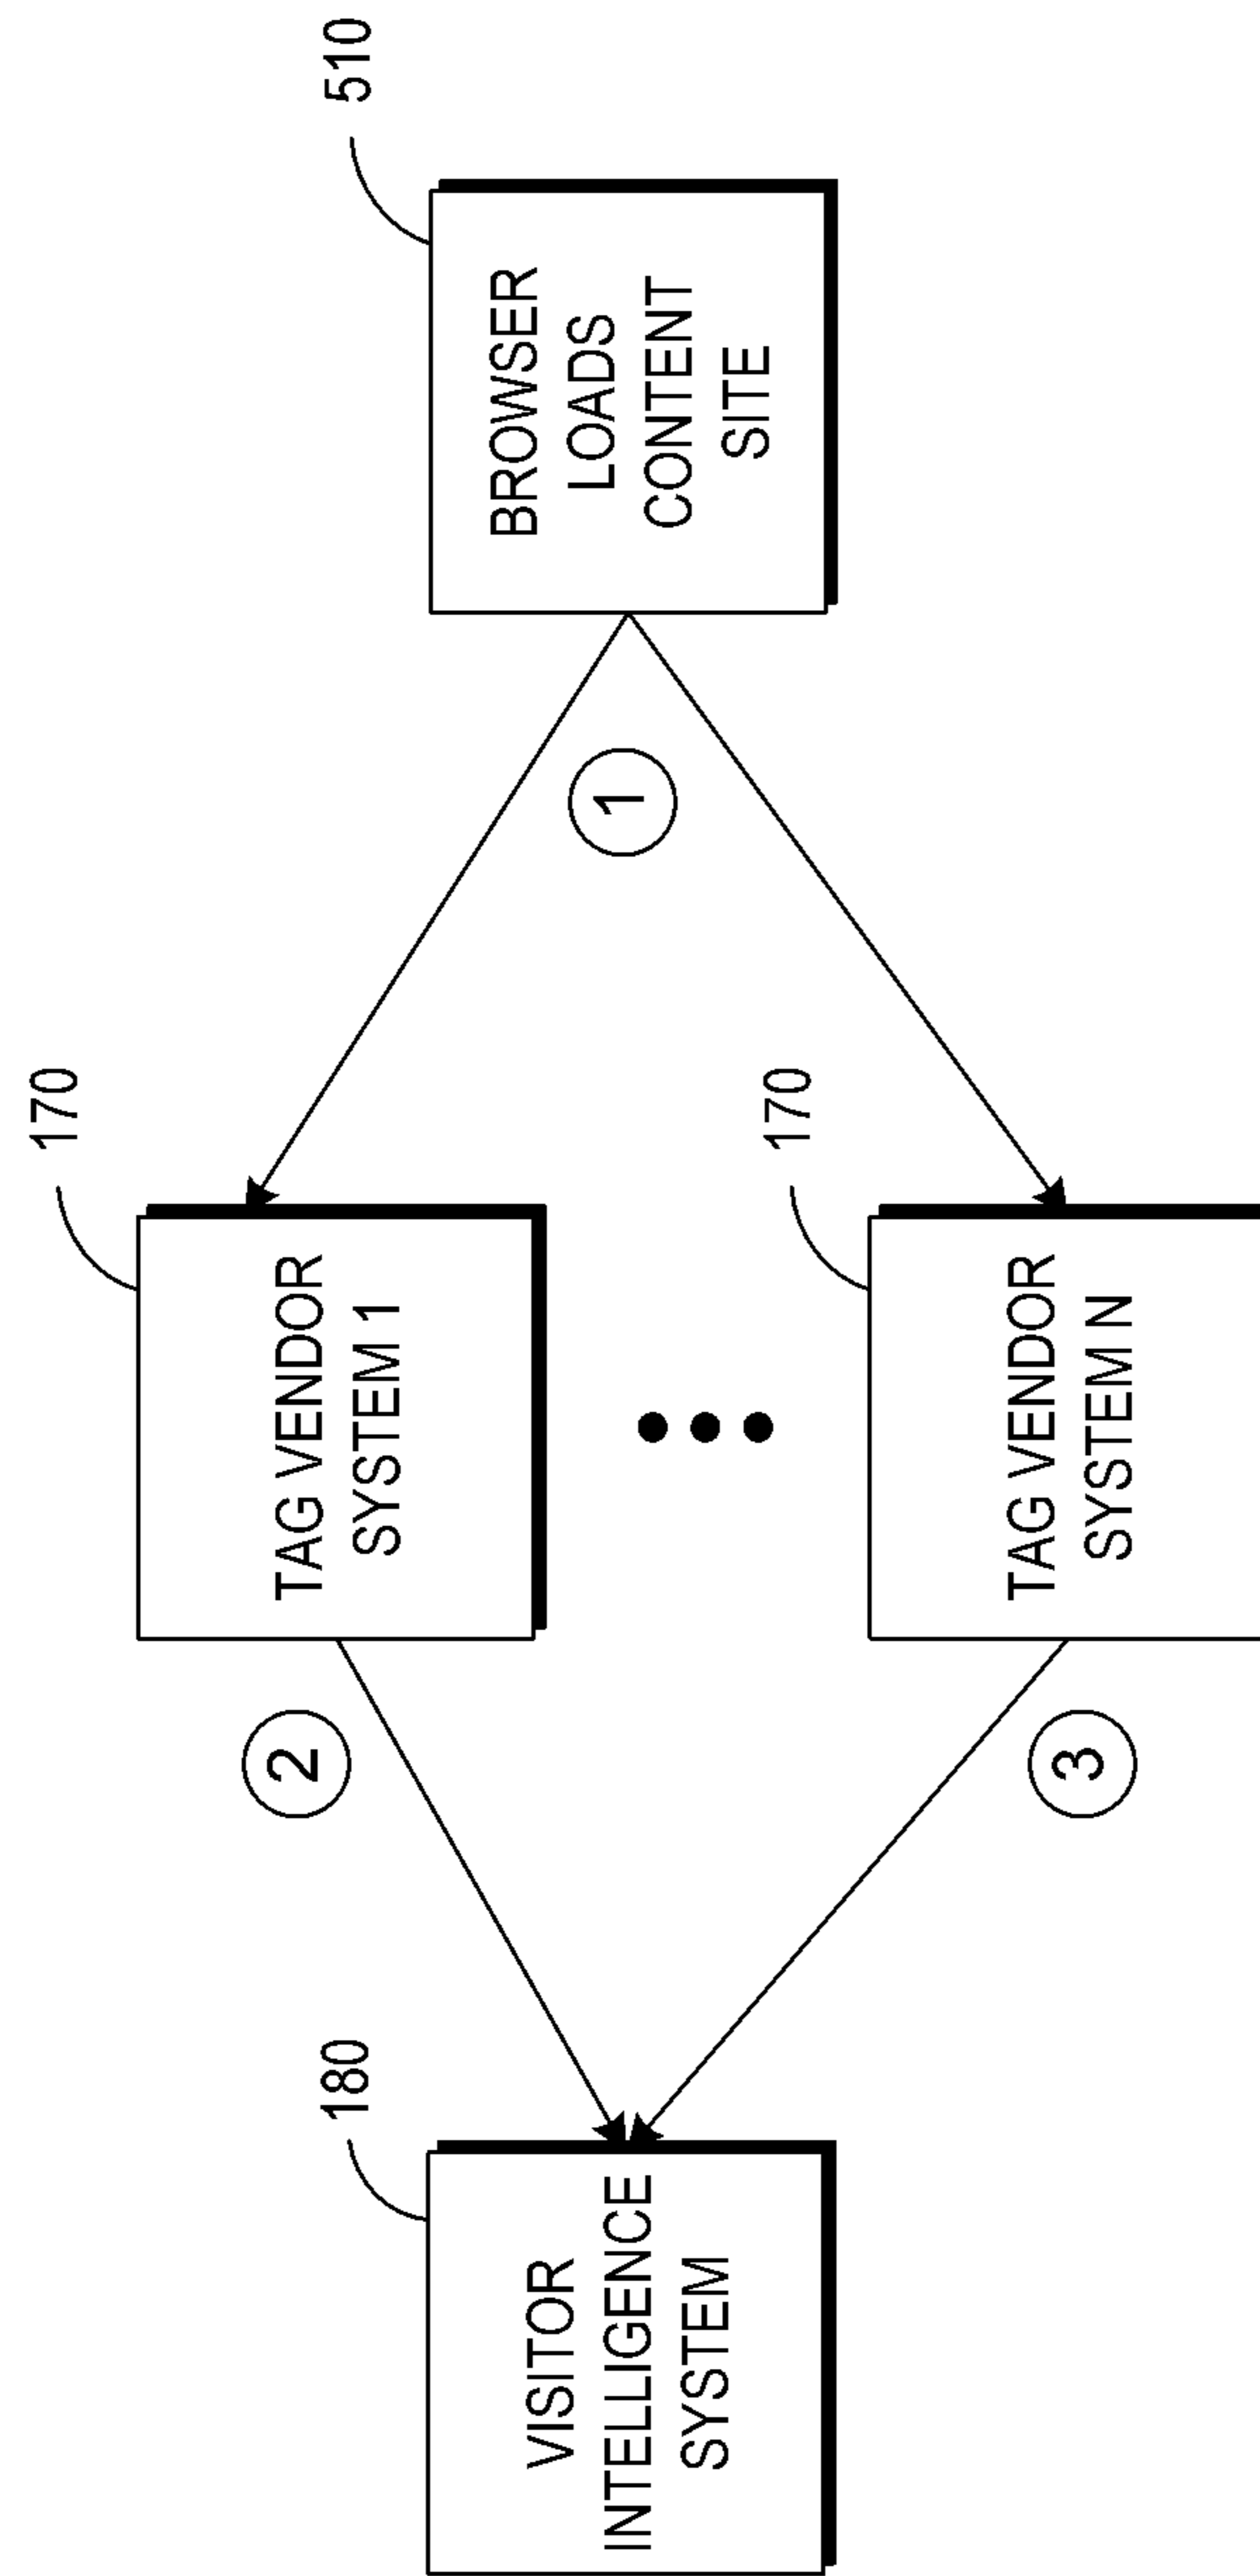 180
VISITOR
INTELLIGENCE
SYSTEM
2
3
170
TAG VENDOR
SYSTEM 1
170
TAG VENDOR
SYSTEM N
1
510
BROWSER
LOADS
CONTENT
SITE